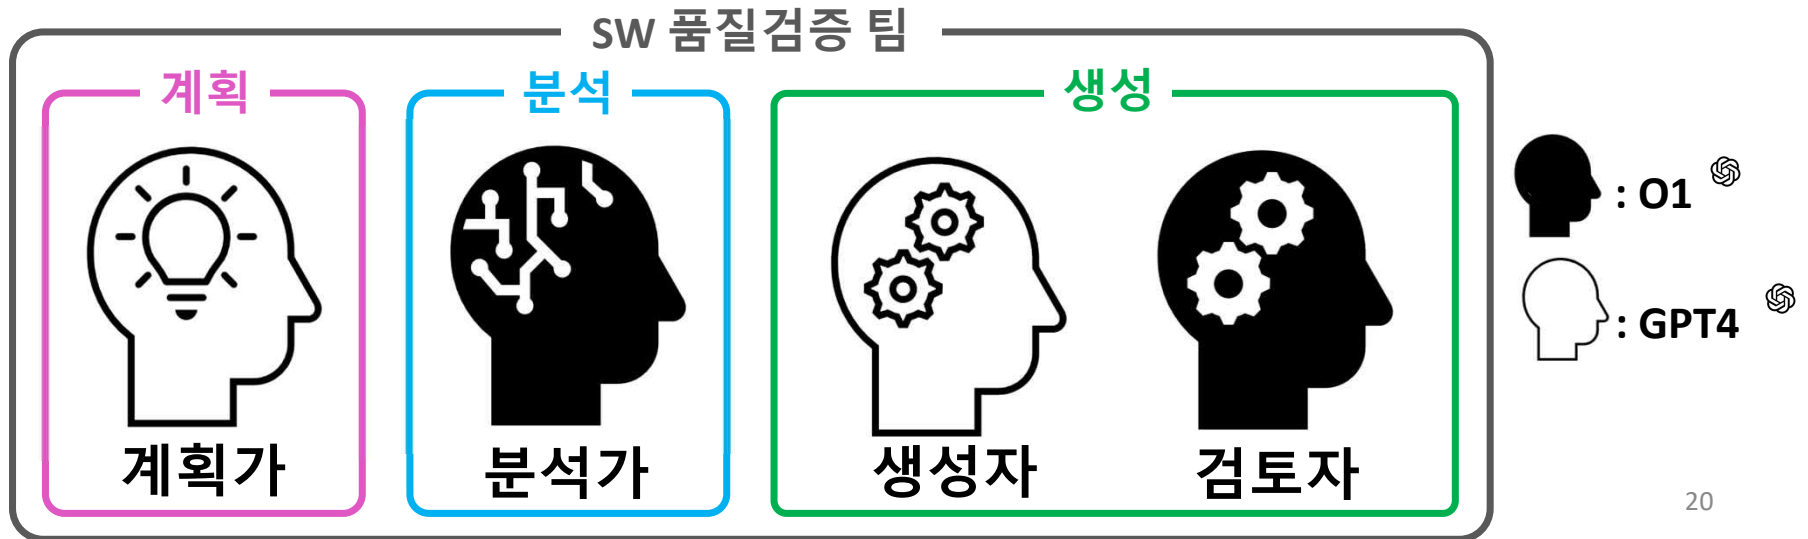 SW 품질검증 팀
계획
분석
생성
계획가
분석가
생성자
검토자
: O1
: GPT4
20